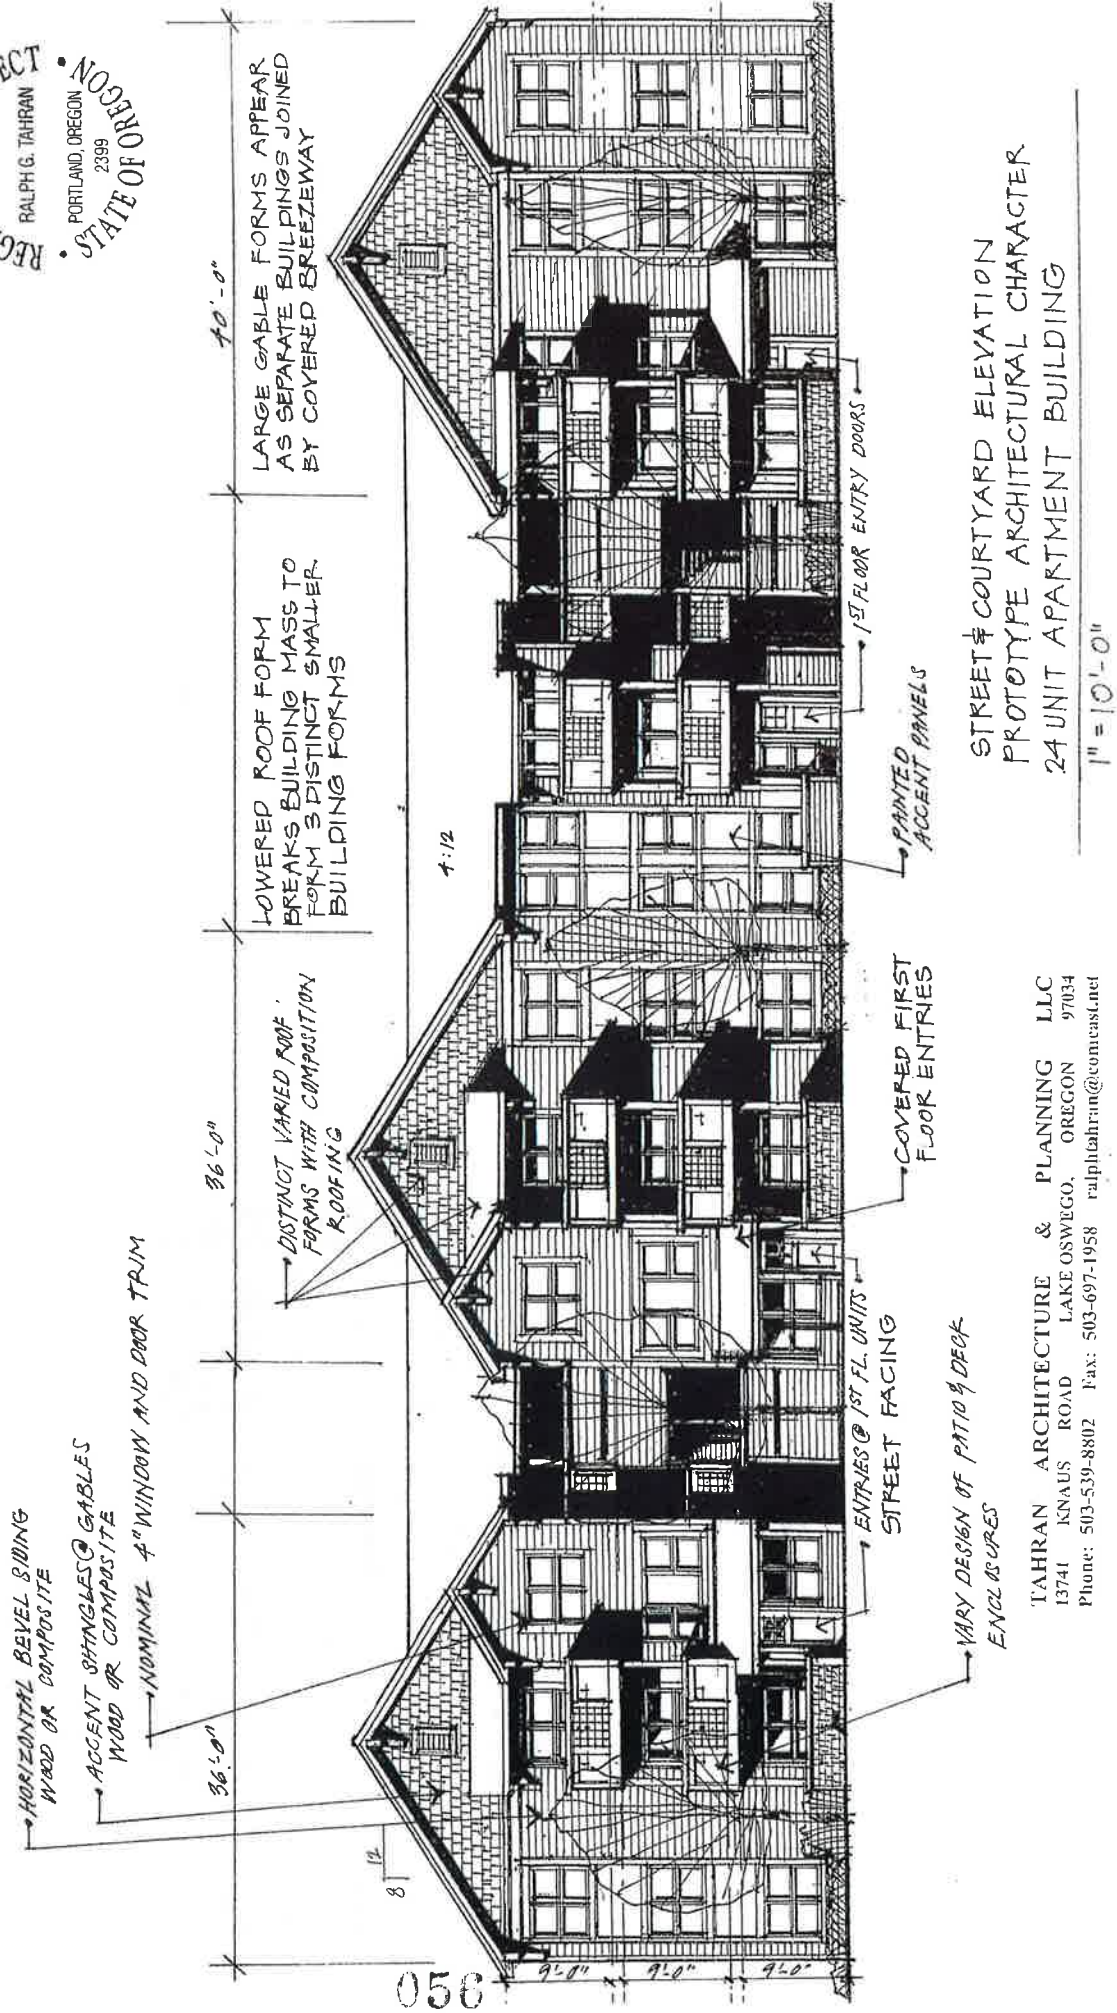 HORIZONTAL BEVEL SIDING
WOOD OR COMPOSITE
ACCENT SHINGLES @ GABLES
WOOD OR COMPOSITE
NOMINAL 4" WINDOW AND DOOR TRIM
DISTINCT VARIED ROOF
FORMS WITH COMPOSITION
ROOFING
LOWERED ROOF FORM
BREAKS BUILDING MASS TO
FORM 3 DISTINCT SMALLER
BUILDING FORMS
LARGE GABLE FORMS APPEAR
AS SEPARATE BUILDINGS JOINED
BY COVERED BREEZEWAY
RALPH G. TAHRAN
PORTLAND, OREGON
2399
STATE OF OREGON
36'-0"
36'-0"
40'-0"
8
12
4:12
056
9'-0"
9'-0"
9'-0"
ENTRIES @ 1ST FL. UNITS
STREET FACING
COVERED FIRST
FLOOR ENTRIES
PAINTED
ACCENT PANELS
1ST FLOOR ENTRY DOORS
VARY DESIGN OF PATIO & DECK
ENCLOSURES
TAHRAN ARCHITECTURE & PLANNING LLC
13741 KNAUS ROAD LAKE OSWEGO, OREGON 97034
Phone: 503-539-8802 Fax: 503-697-1958 ralphtahran@comcast.net
STREET & COURTYARD ELEVATION
PROTOTYPE ARCHITECTURAL CHARACTER
24 UNIT APARTMENT BUILDING
1" = 10'-0"